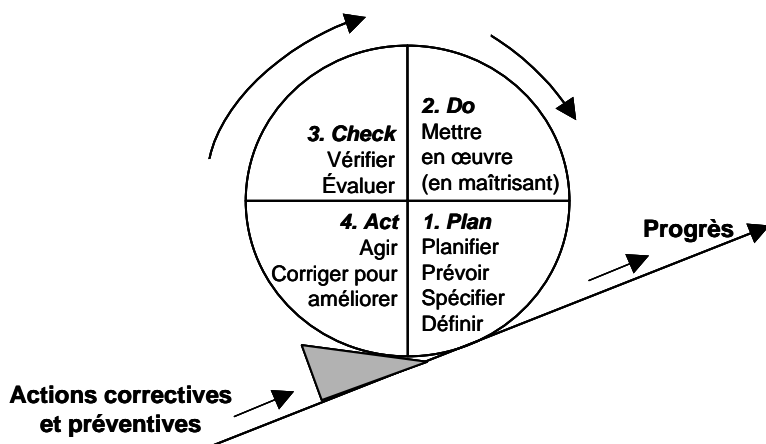 2. Do
Mettre
en œuvre
(en maîtrisant)
3. Check
Vérifier
Évaluer
4. Act
Agir
Corriger pour
améliorer
1. Plan
Planifier
Prévoir
Spécifier
Définir
Progrès
Actions correctives
et préventives